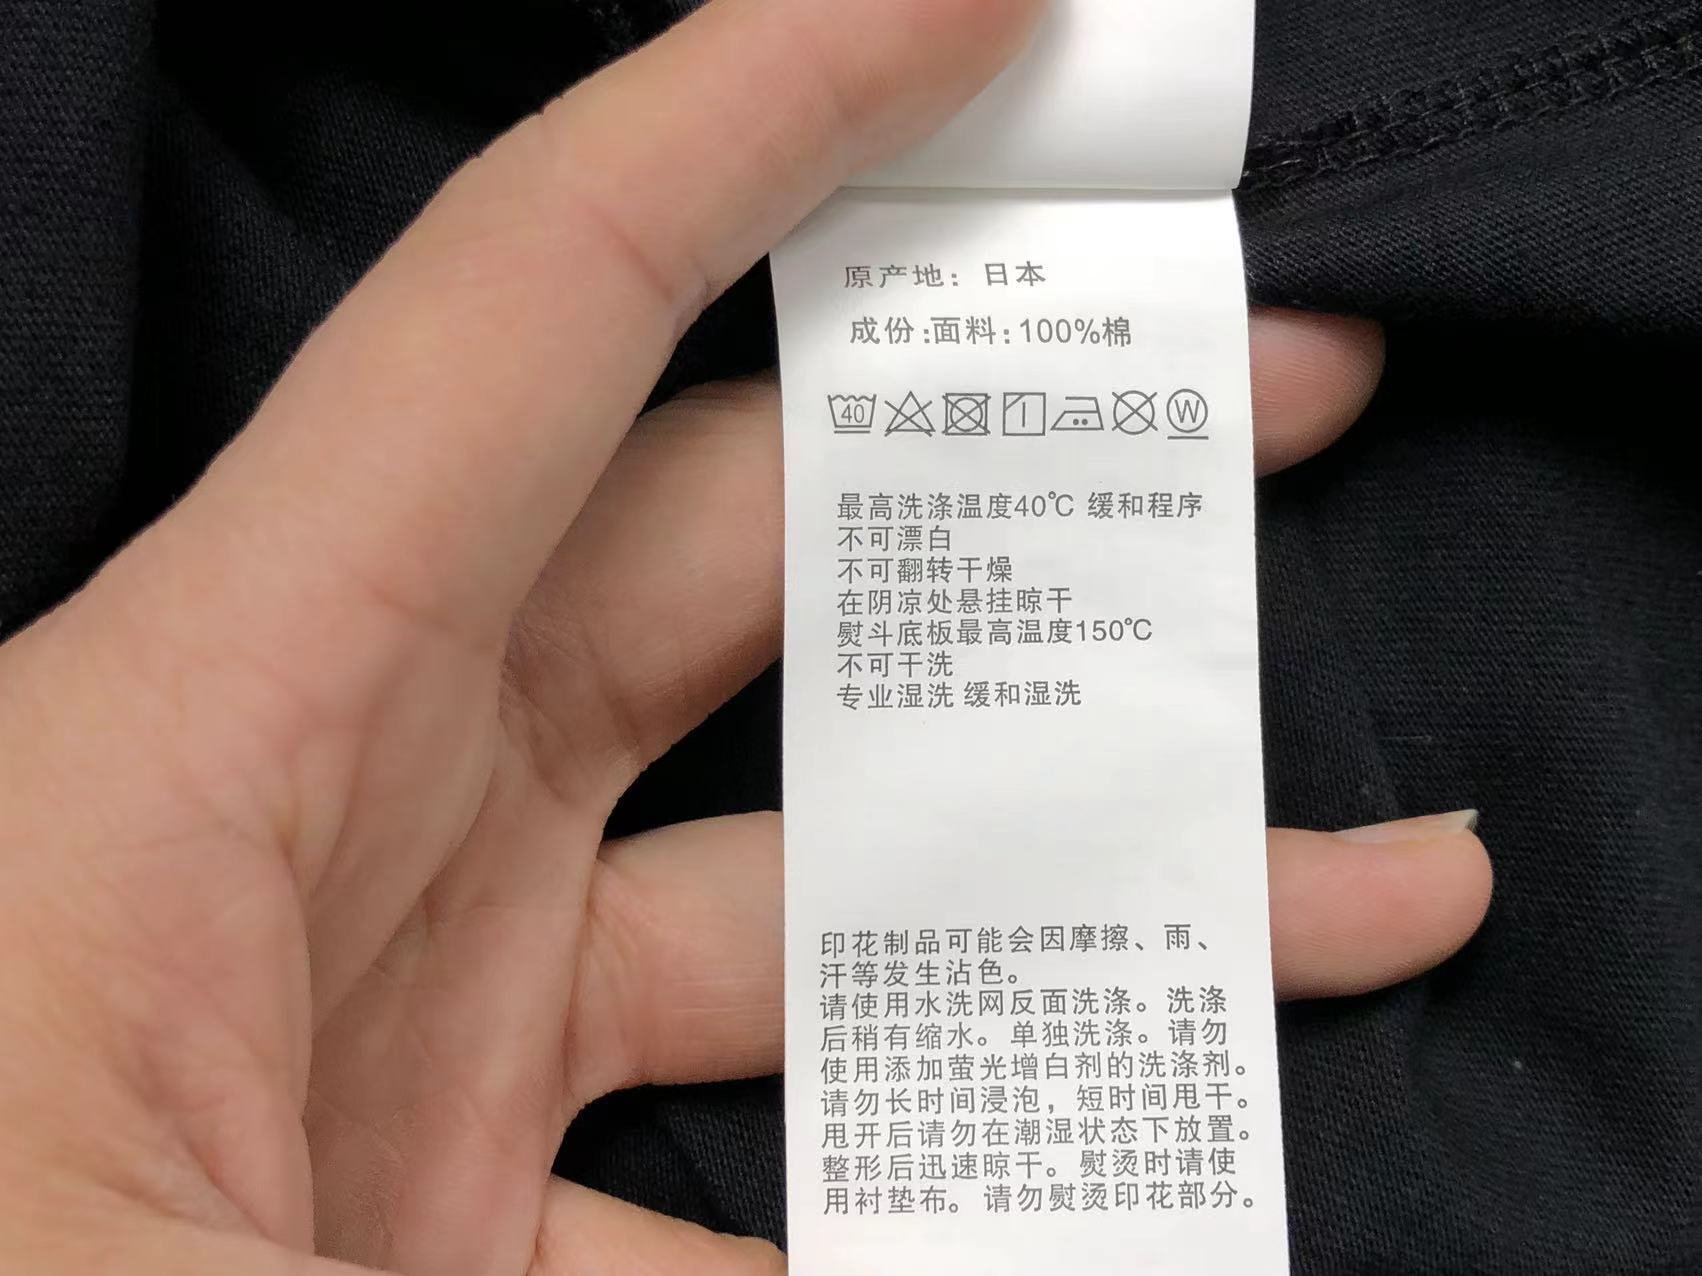 原产地：日本
成份:面料:100%棉
40
W
最高洗涤温度40℃ 缓和程序
不可漂白
不可翻转干燥
在阴凉处悬挂晾干
熨斗底板最高温度150℃
不可干洗
专业湿洗 缓和湿洗
印花制品可能会因摩擦、雨、
汗等发生沾色。
请使用水洗网反面洗涤。洗涤
后稍有缩水。单独洗涤。请勿
使用添加萤光增白剂的洗涤剂。
请勿长时间浸泡，短时间甩干。
甩开后请勿在潮湿状态下放置。
整形后迅速晾干。熨烫时请使
用衬垫布。请勿熨烫印花部分。